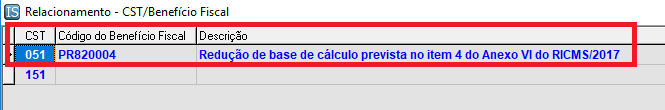 IS Relacionamento - CST/Benefício Fiscal
CST Código do Benefício Fiscal Descrição
051 PR820004 Redução de base de cálculo prevista no item 4 do Anexo VI do RICMS/2017
151